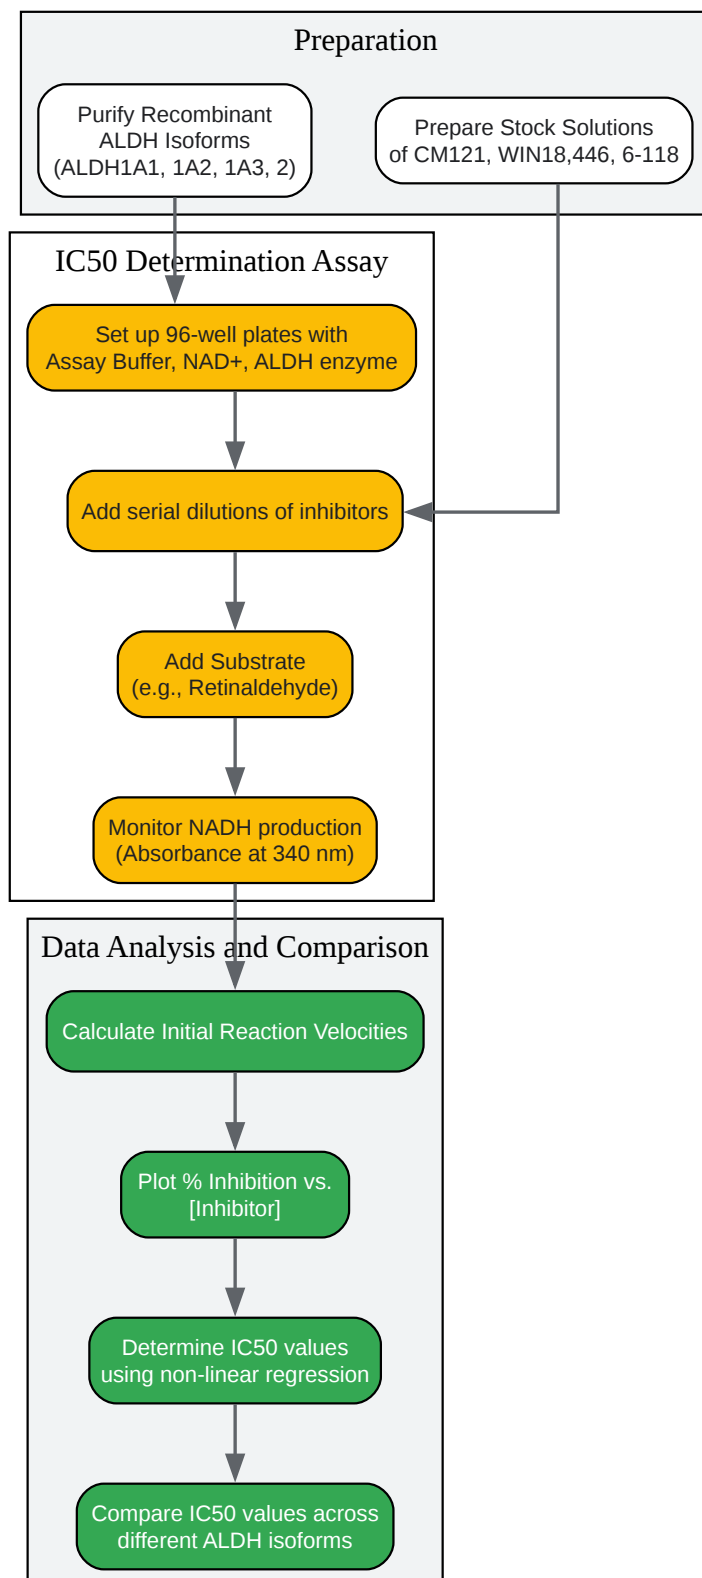 Preparation
Purify Recombinant
ALDH Isoforms
(ALDH1A1, 1A2, 1A3, 2)
Prepare Stock Solutions
of CM121, WIN18,446, 6-118
IC50 Determination Assay
Set up 96-well plates with
Assay Buffer, NAD+, ALDH enzyme
Add serial dilutions of inhibitors
Add Substrate
(e.g., Retinaldehyde)
Monitor NADH production
(Absorbance at 340 nm)
Data Analysis and Comparison
Calculate Initial Reaction Velocities
Plot % Inhibition vs.
[Inhibitor]
Determine IC50 values
using non-linear regression
Compare IC50 values across
different ALDH isoforms